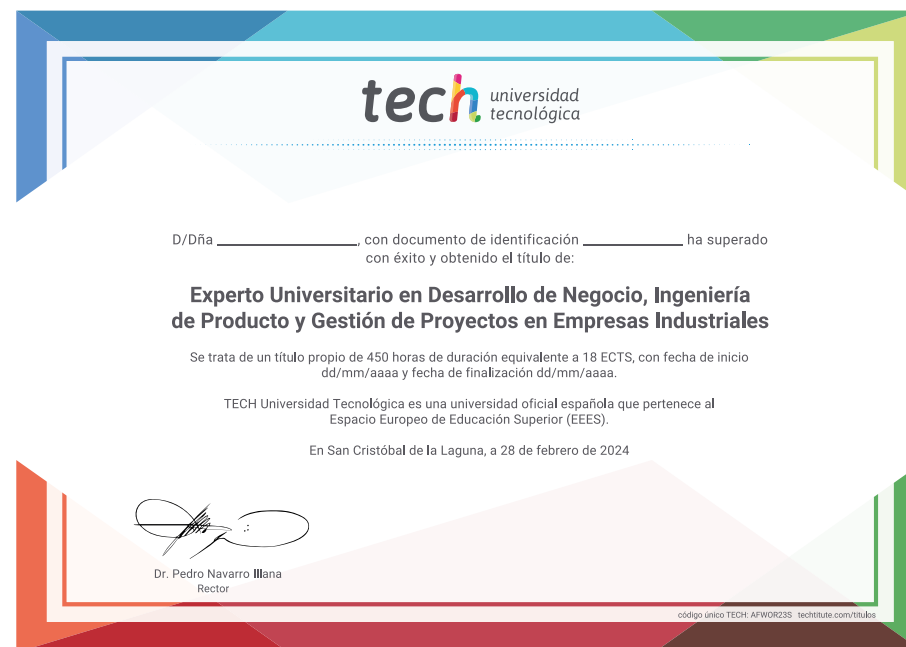 tech universidad
tecnológica
D/Dña ____________________, con documento de identificación ______________ ha superado
con éxito y obtenido el título de:
Experto Universitario en Desarrollo de Negocio, Ingeniería
de Producto y Gestión de Proyectos en Empresas Industriales
Se trata de un título propio de 450 horas de duración equivalente a 18 ECTS, con fecha de inicio
dd/mm/aaaa y fecha de finalización dd/mm/aaaa.
TECH Universidad Tecnológica es una universidad oficial española que pertenece al
Espacio Europeo de Educación Superior (EEES).
En San Cristóbal de la Laguna, a 28 de febrero de 2024
Dr. Pedro Navarro Illana
Rector
código único TECH: AFWOR23S techtitute.com/titulos